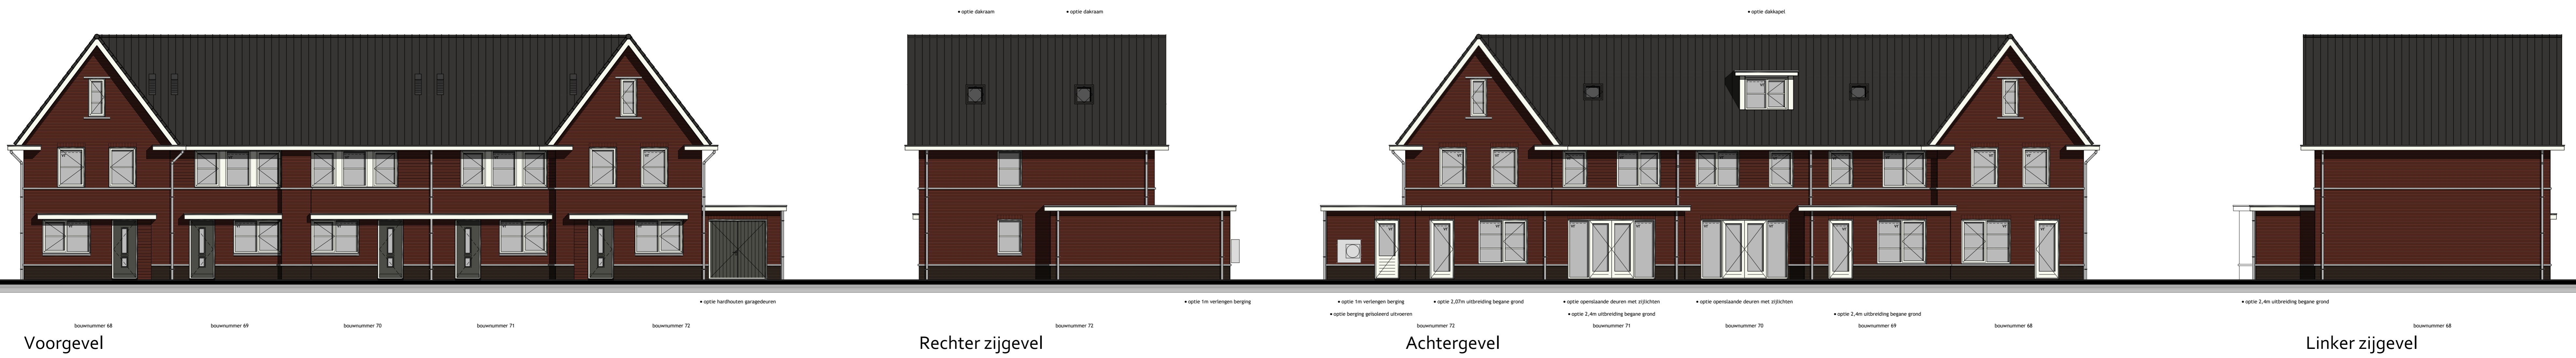 • optie dakraam
• optie dakraam
• optie dakkapel
• optie hardhouten garagedeuren
• optie 1m verlengen berging
• optie 1m verlengen berging
• optie 2,07m uitbreiding begane grond
• optie openslaande deuren met zijlichten
• optie openslaande deuren met zijlichten
• optie 2,4m uitbreiding begane grond
• optie berging geïsoleerd uitvoeren
• optie 2,4m uitbreiding begane grond
• optie 2,4m uitbreiding begane grond
bouwnummer 68
bouwnummer 69
bouwnummer 70
bouwnummer 71
bouwnummer 72
bouwnummer 72
bouwnummer 72
bouwnummer 71
bouwnummer 70
bouwnummer 69
bouwnummer 68
bouwnummer 68
Voorgevel
Rechter zijgevel
Achtergevel
Linker zijgevel